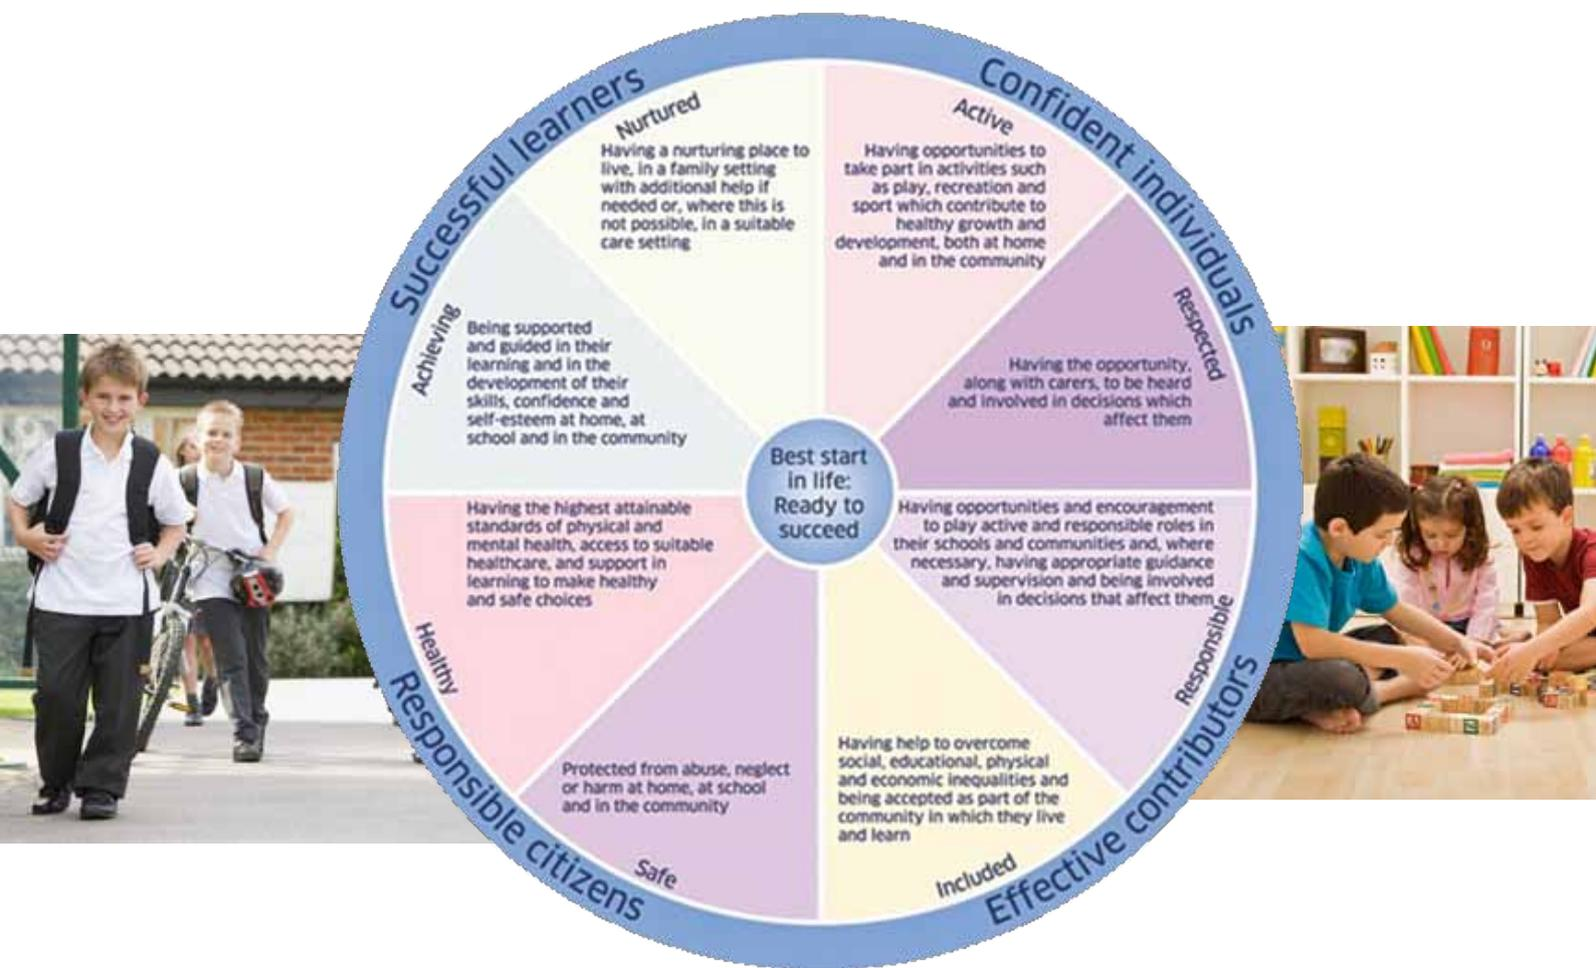 Successful learners
Confident individuals
Nurtured
Having a nurturing place to
live, in a family setting
with additional help if
needed or, where this is
not possible, in a suitable
care setting
Active
Having opportunities to
take part in activities such
as play, recreation and
sport which contribute to
healthy growth and
development, both at home
and in the community
Achieving
Being supported
and guided in their
learning and in the
development of their
skills, confidence and
self-esteem at home, at
school and in the community
Respected
Having the opportunity,
along with carers, to be heard
and involved in decisions which
affect them
Best start
in life:
Ready to
succeed
Having the highest attainable
standards of physical and
mental health, access to suitable
healthcare, and support in
learning to make healthy
and safe choices
Healthy
Having opportunities and encouragement
to play active and responsible roles in
their schools and communities and, where
necessary, having appropriate guidance
and supervision and being involved
in decisions that affect them
Responsible
Protected from abuse, neglect
or harm at home, at school
and in the community
Safe
Having help to overcome
social, educational, physical
and economic inequalities and
being accepted as part of the
community in which they live
and learn
Included
Responsible citizens
Effective contributors